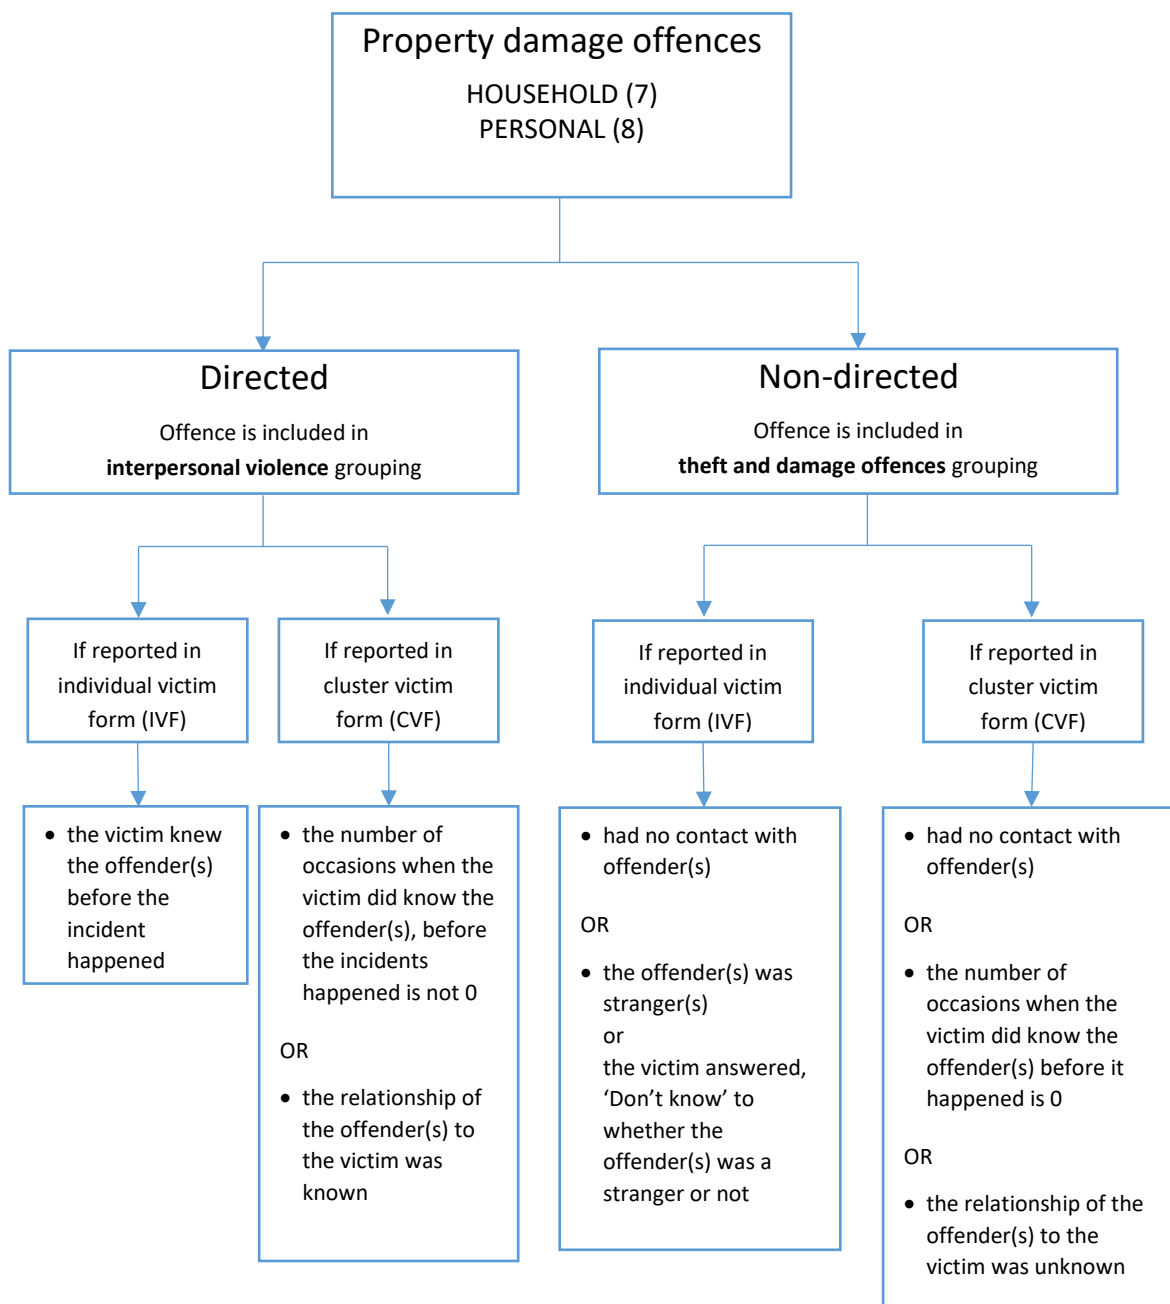 Property damage offences
HOUSEHOLD (7)
PERSONAL (8)
Directed
Offence is included in
interpersonal violence grouping
Non-directed
Offence is included in
theft and damage offences grouping
If reported in
individual victim
form (IVF)
If reported in
cluster victim
form (CVF)
If reported in
individual victim
form (IVF)
If reported in
cluster victim
form (CVF)
• the victim knew
the offender(s)
before the
incident
happened
• the number of
occasions when the
victim did know the
offender(s), before
the incidents
happened is not 0
OR
• the relationship of
the offender(s) to
the victim was
known
• had no contact with
offender(s)
OR
• the offender(s) was
stranger(s)
or
the victim answered,
‘Don’t know’ to
whether the
offender(s) was a
stranger or not
• had no contact with
offender(s)
OR
• the number of
occasions when the
victim did know the
offender(s) before it
happened is 0
OR
• the relationship of the
offender(s) to the
victim was unknown